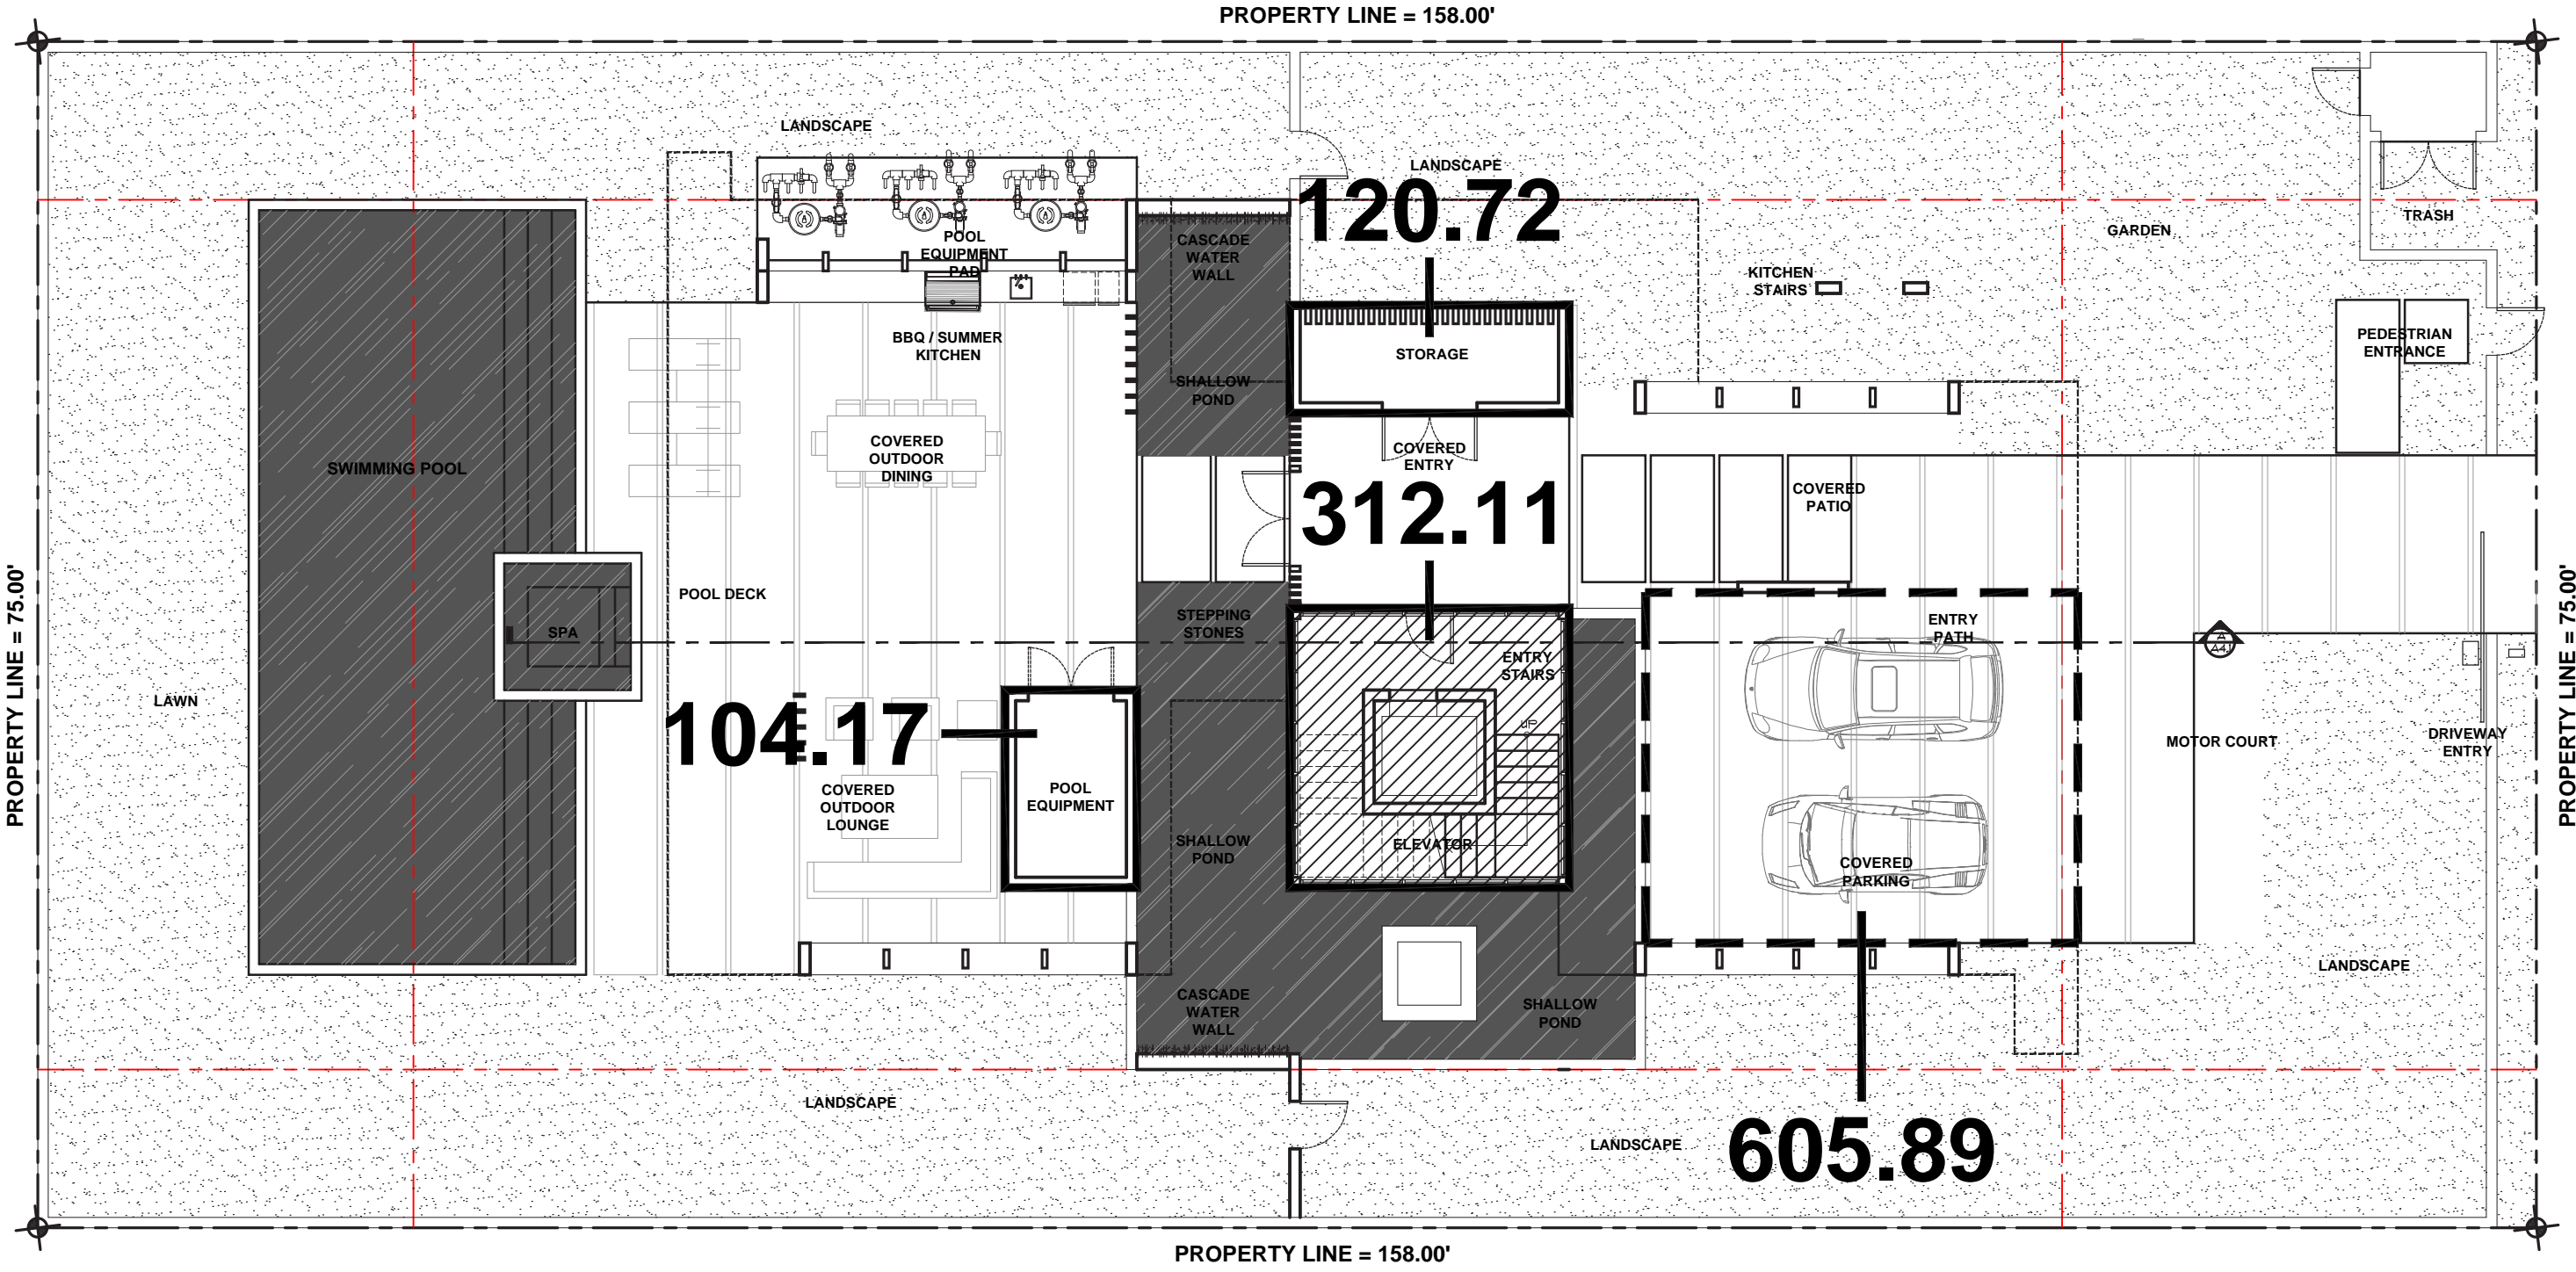 PROPERTY LINE = 158.00'
LANDSCAPE
LANDSCAPE
120.72
TRASH
GARDEN
POOL
EQUIPMENT
PAD
CASCADE
WATER
WALL
KITCHEN
STAIRS
BBQ / SUMMER
KITCHEN
STORAGE
PEDESTRIAN
ENTRANCE
SHALLOW
POND
SWIMMING POOL
COVERED
OUTDOOR
DINING
COVERED
ENTRY
312.11
COVERED
PATIO
PROPERTY LINE = 75.00'
POOL DECK
SPA
STEPPING
STONES
ENTRY
STAIRS
ENTRY
PATH
A
A4.1
PROPERTY LINE = 75.00'
LAWN
104.17
UP
MOTOR COURT
DRIVEWAY
ENTRY
COVERED
OUTDOOR
LOUNGE
POOL
EQUIPMENT
SHALLOW
POND
ELEVATOR
COVERED
PARKING
LANDSCAPE
CASCADE
WATER
WALL
SHALLOW
POND
LANDSCAPE
LANDSCAPE
605.89
PROPERTY LINE = 158.00'